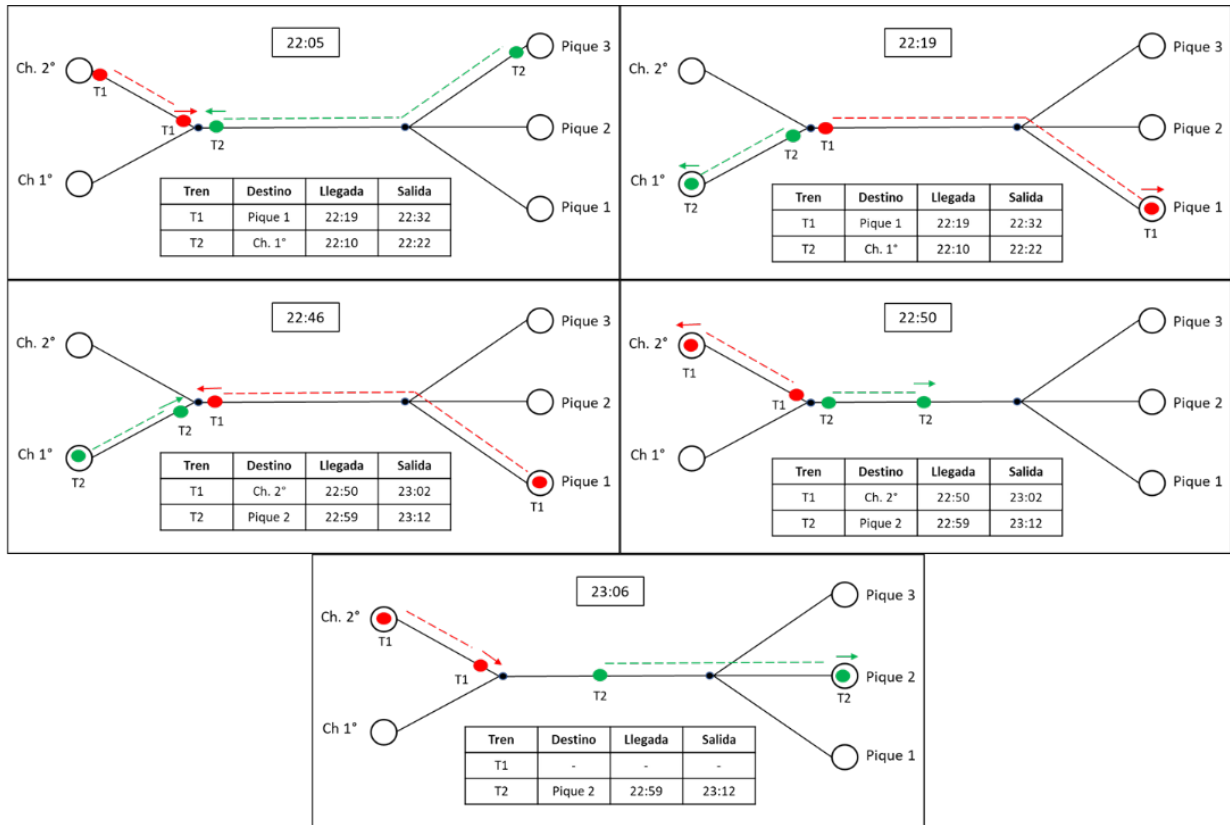 22:05
Pique 3
Ch. 2°
T2
T1
T1
T2
Pique 2
Ch 1°
Pique 1
Tren Destino Llegada Salida
T1 Pique 1 22:19 22:32
T2 Ch. 1° 22:10 22:22
22:19
Pique 3
Ch. 2°
Pique 2
T2 T1
Ch 1°
T2
Pique 1
T1
Tren Destino Llegada Salida
T1 Pique 1 22:19 22:32
T2 Ch. 1° 22:10 22:22
22:46
Pique 3
Ch. 2°
Pique 2
T2 T1
Ch 1°
T2
Pique 1
T1
Tren Destino Llegada Salida
T1 Ch. 2° 22:50 23:02
T2 Pique 2 22:59 23:12
22:50
Pique 3
Ch. 2°
T1
T1 T2 T2
Pique 2
Ch 1°
Pique 1
Tren Destino Llegada Salida
T1 Ch. 2° 22:50 23:02
T2 Pique 2 22:59 23:12
23:06
Pique 3
Ch. 2°
T1
T1
T2
Pique 2
T2
Ch 1°
Pique 1
Tren Destino Llegada Salida
T1 - - -
T2 Pique 2 22:59 23:12